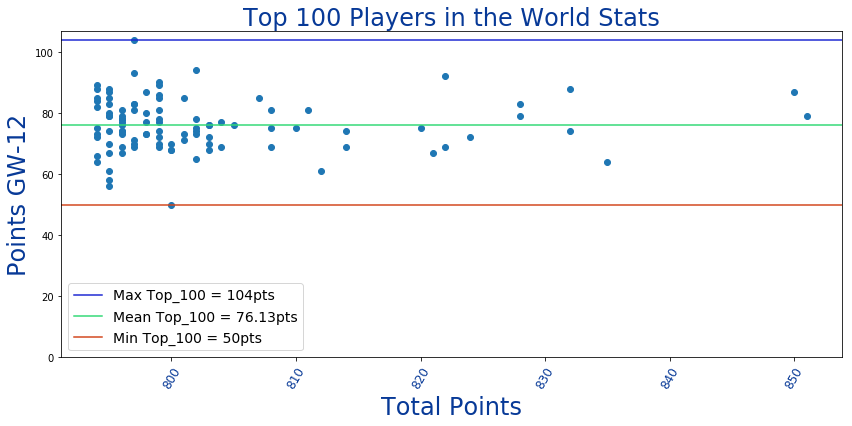 Top 100 Players in the World Stats
Points GW-12
100
80
60
40
20
0
Max Top_100 = 104pts
Mean Top_100 = 76.13pts
Min Top_100 = 50pts
800
810
820
830
840
850
Total Points